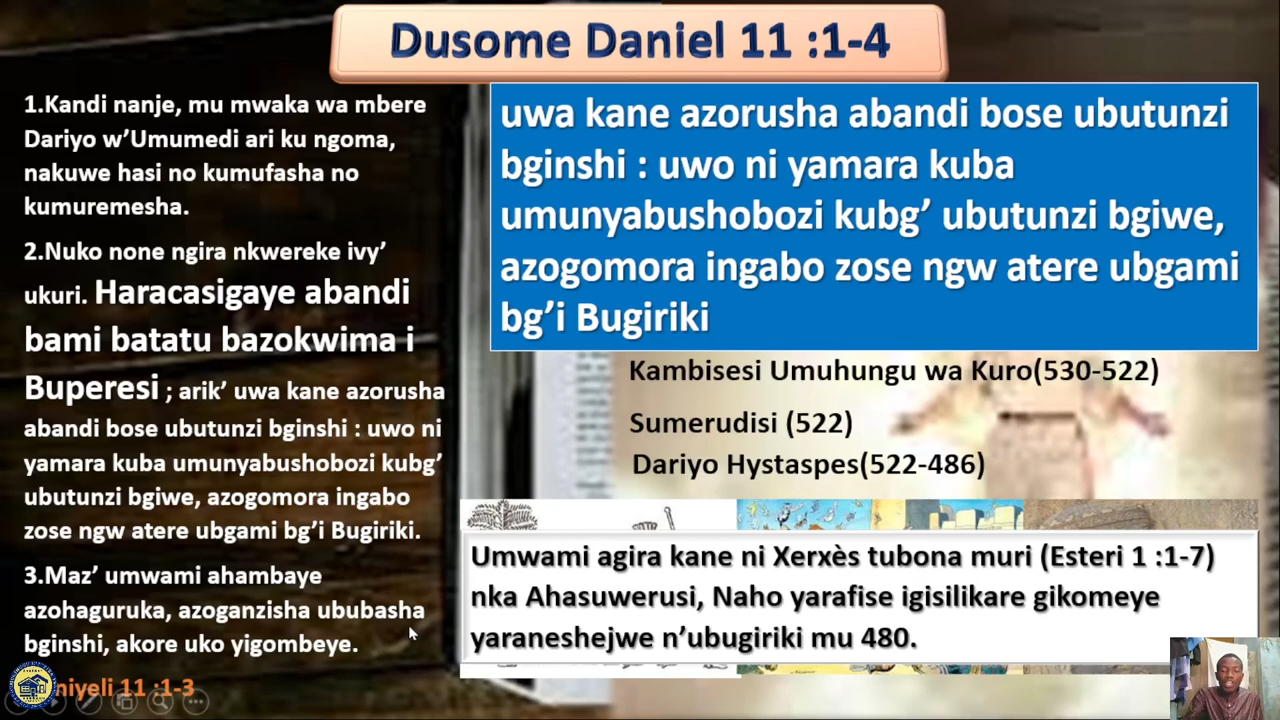 Dusome Daniel 11 :1-4
1.Kandi nanje, mu mwaka wa mbere
Dariyo w’Umumedi ari ku ngoma,
nakuwe hasi no kumufasha no
kumuremesha.
2.Nuko none ngira nkwereke ivy’
ukuri. Haracasigaye abandi
bami batatu bazokwima i
Buperesi ; arik’ uwa kane azorusha
abandi bose ubutunzi bginshi : uwo ni
yamara kuba umunyabushobozi kubg’
ubutunzi bgiwe, azogomora ingabo
zose ngw atere ubgami bg’i Bugiriki.
3.Maz’ umwami ahambaye
azohaguruka, azoganzisha ububasha
bginshi, akore uko yigombeye.
niyeli 11 :1-3
uwa kane azorusha abandi bose ubutunzi
bginshi : uwo ni yamara kuba
umunyabushobozi kubg’ ubutunzi bgiwe,
azogomora ingabo zose ngw atere ubgami
bg’i Bugiriki
Kambisesi Umuhungu wa Kuro(530-522)
Sumerudisi (522)
Dariyo Hystaspes(522-486)
Umwami agira kane ni Xerxès tubona muri (Esteri 1 :1-7)
nka Ahasuwerusi, Naho yarafise igisilikare gikomeye
yaraneshejwe n’ubugiriki mu 480.